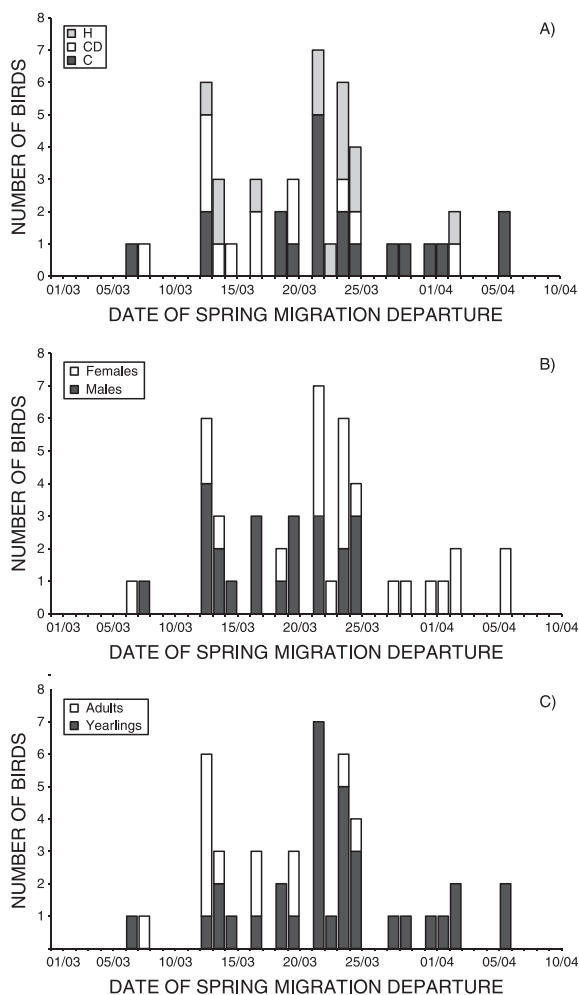 A)
H
CD
C
NUMBER OF BIRDS
8
7
6
5
4
3
2
1
0
01/03 05/03 10/03 15/03 20/03 25/03 01/04 05/04 10/04
DATE OF SPRING MIGRATION DEPARTURE
B)
Females
Males
NUMBER OF BIRDS
8
7
6
5
4
3
2
1
0
01/03 05/03 10/03 15/03 20/03 25/03 01/04 05/04 10/04
DATE OF SPRING MIGRATION DEPARTURE
C)
Adults
Yearlings
NUMBER OF BIRDS
8
7
6
5
4
3
2
1
01/03 05/03 10/03 15/03 20/03 25/03 01/04 05/04 10/04
DATE OF SPRING MIGRATION DEPARTURE